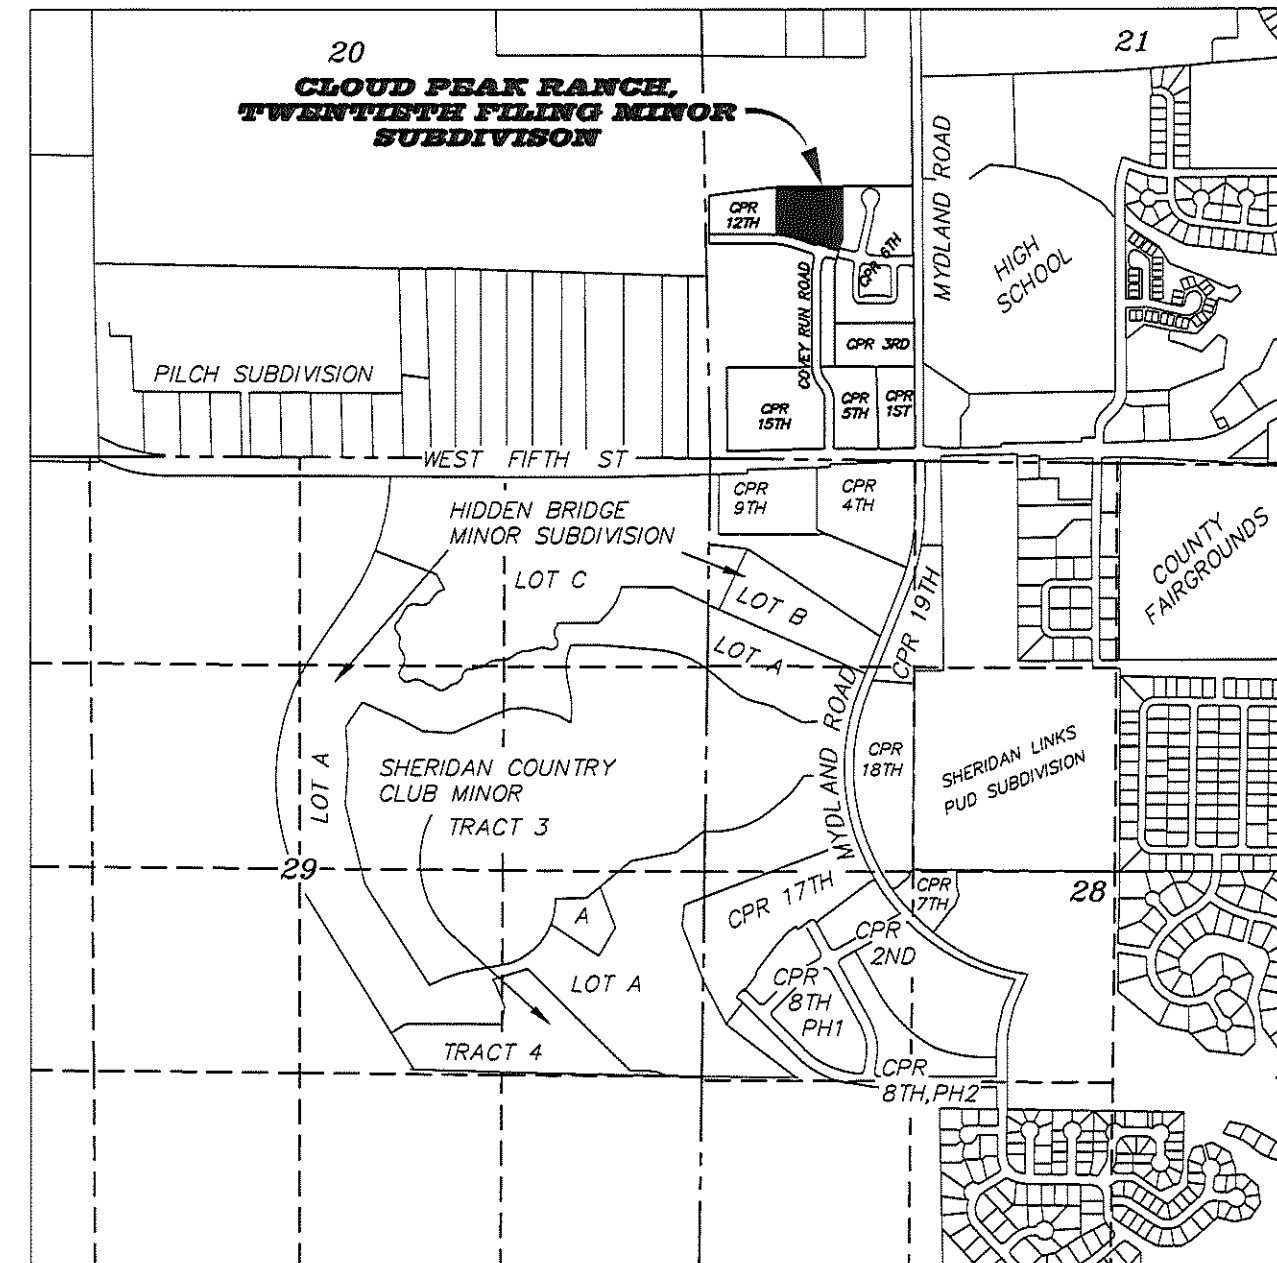 20
21
CLOUD PEAK RANCH,
TWENTIETH FILING MINOR
SUBDIVISON
MYDLAND ROAD
CPR
12TH
CPR 6TH
HIGH
SCHOOL
COVEY RUN ROAD
CPR 3RD
PILCH SUBDIVISION
CPR
15TH
CPR
5TH
CPR
1ST
WEST FIFTH ST
CPR
9TH
CPR
4TH
HIDDEN BRIDGE
MINOR SUBDIVISION
COUNTY
FAIRGROUNDS
LOT C
LOT B
LOT A
CPR 19TH
MYDLAND ROAD
LOT A
SHERIDAN COUNTRY
CLUB MINOR
TRACT 3
CPR
18TH
SHERIDAN LINKS
PUD SUBDIVISION
29
28
CPR 17TH
CPR
7TH
A
CPR
2ND
LOT A
CPR
8TH
PH1
TRACT 4
CPR
8TH,PH2